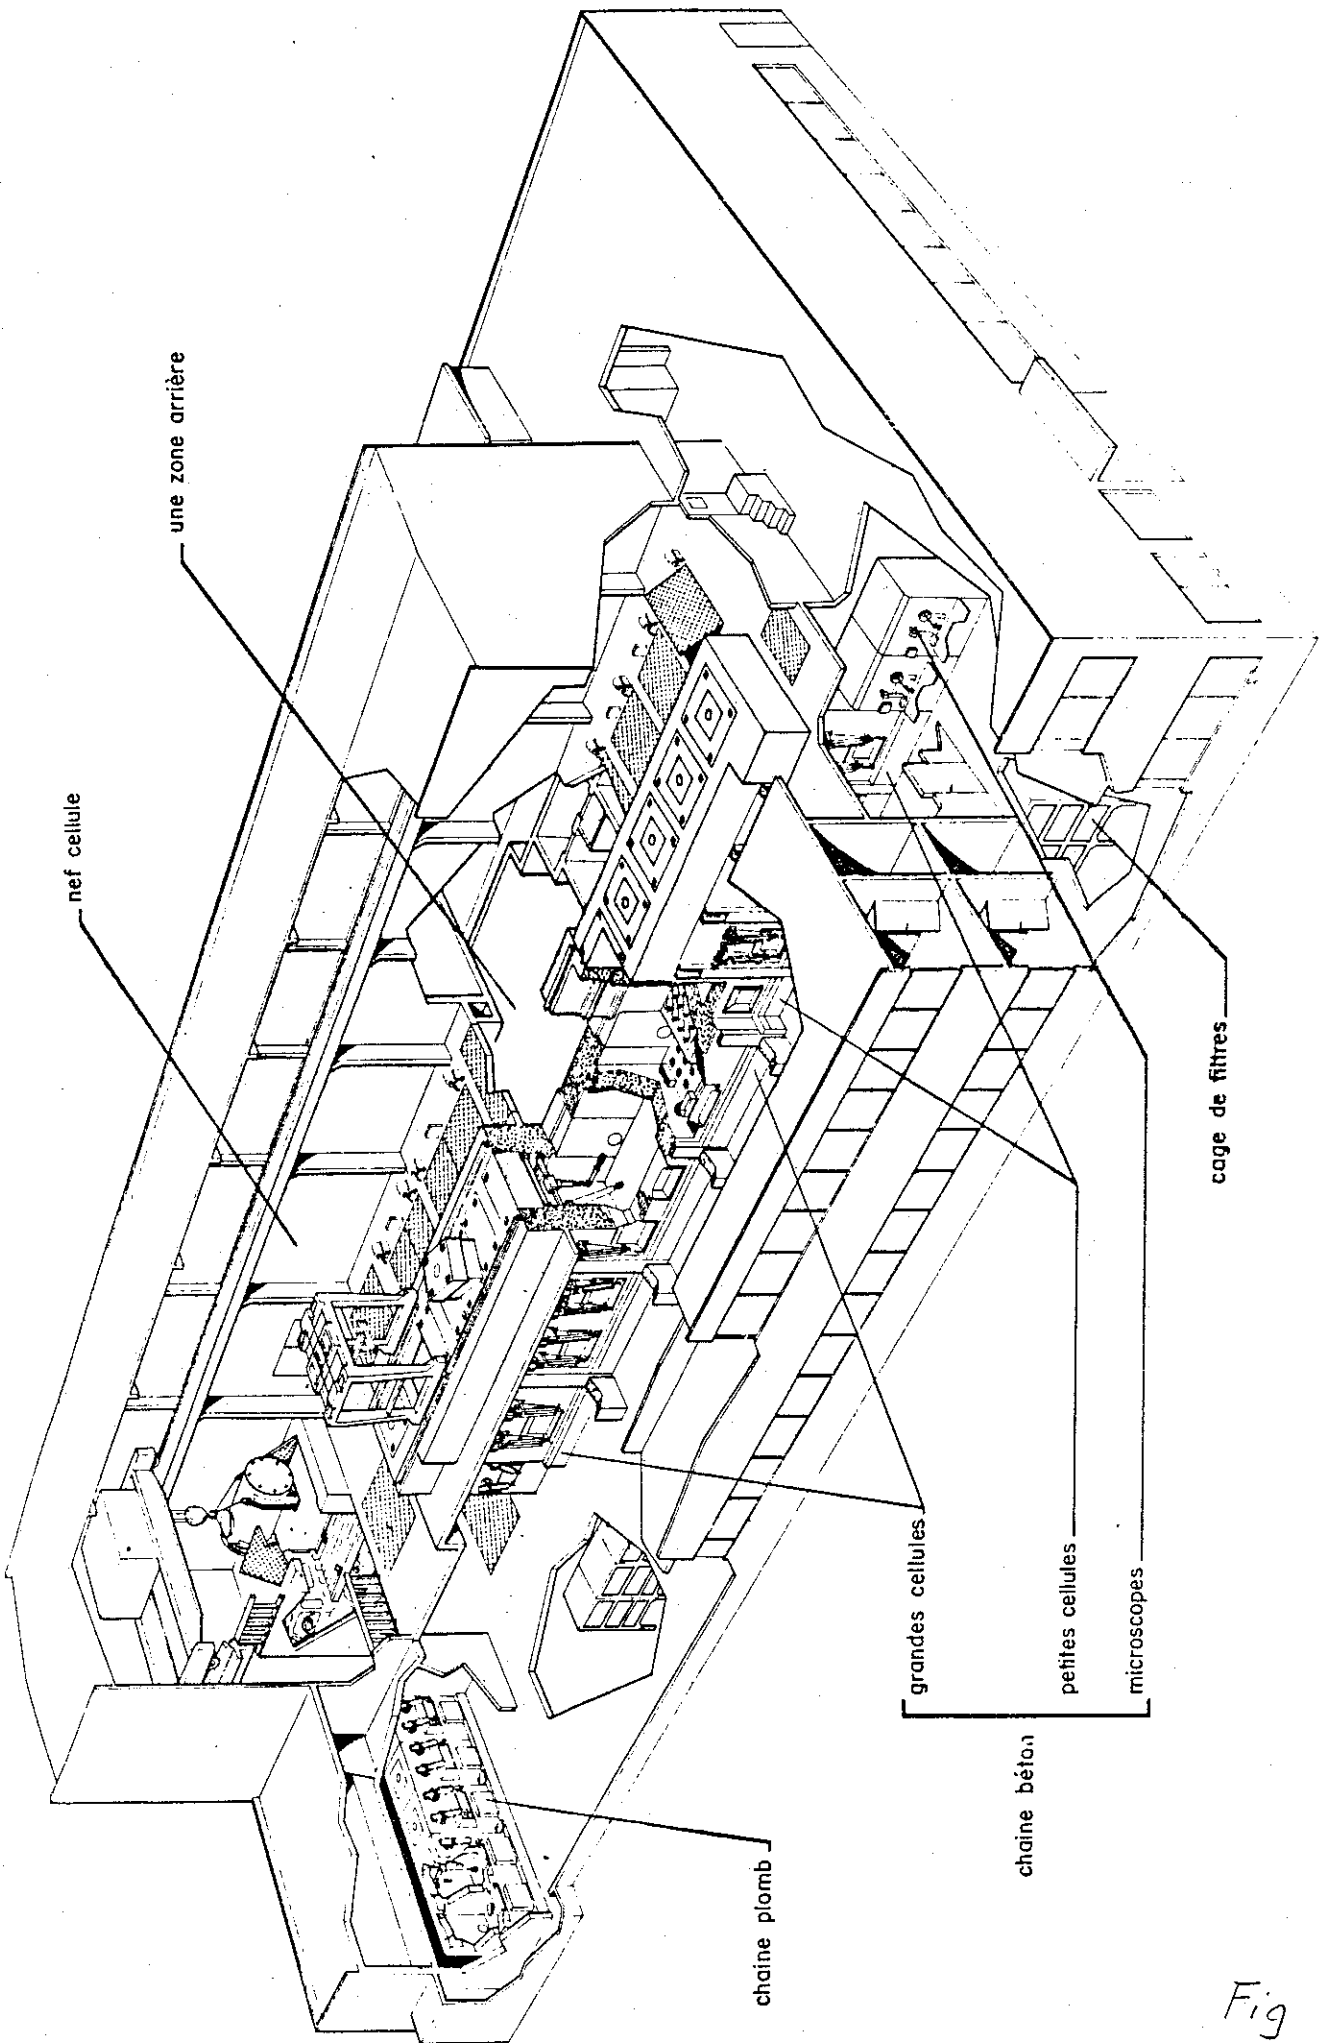 nef cellule
une zone arrière
chaine plomb
chaine béton
grandes cellules
petites cellules
microscopes
cage de filtres
Fig